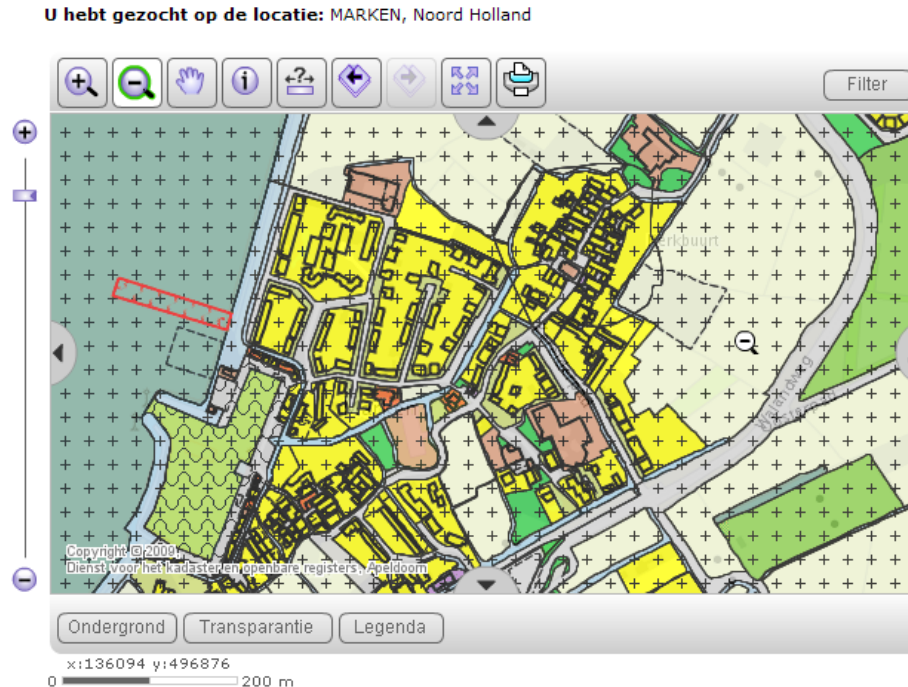 U hebt gezocht op de locatie: MARKEN, Noord Holland
Filter
Copyright © 2009,
Dienst voor het kadaster en openbare registers, Apeldoorn
Ondergrond Transparantie Legenda
x:136094 y:496876
0 200 m